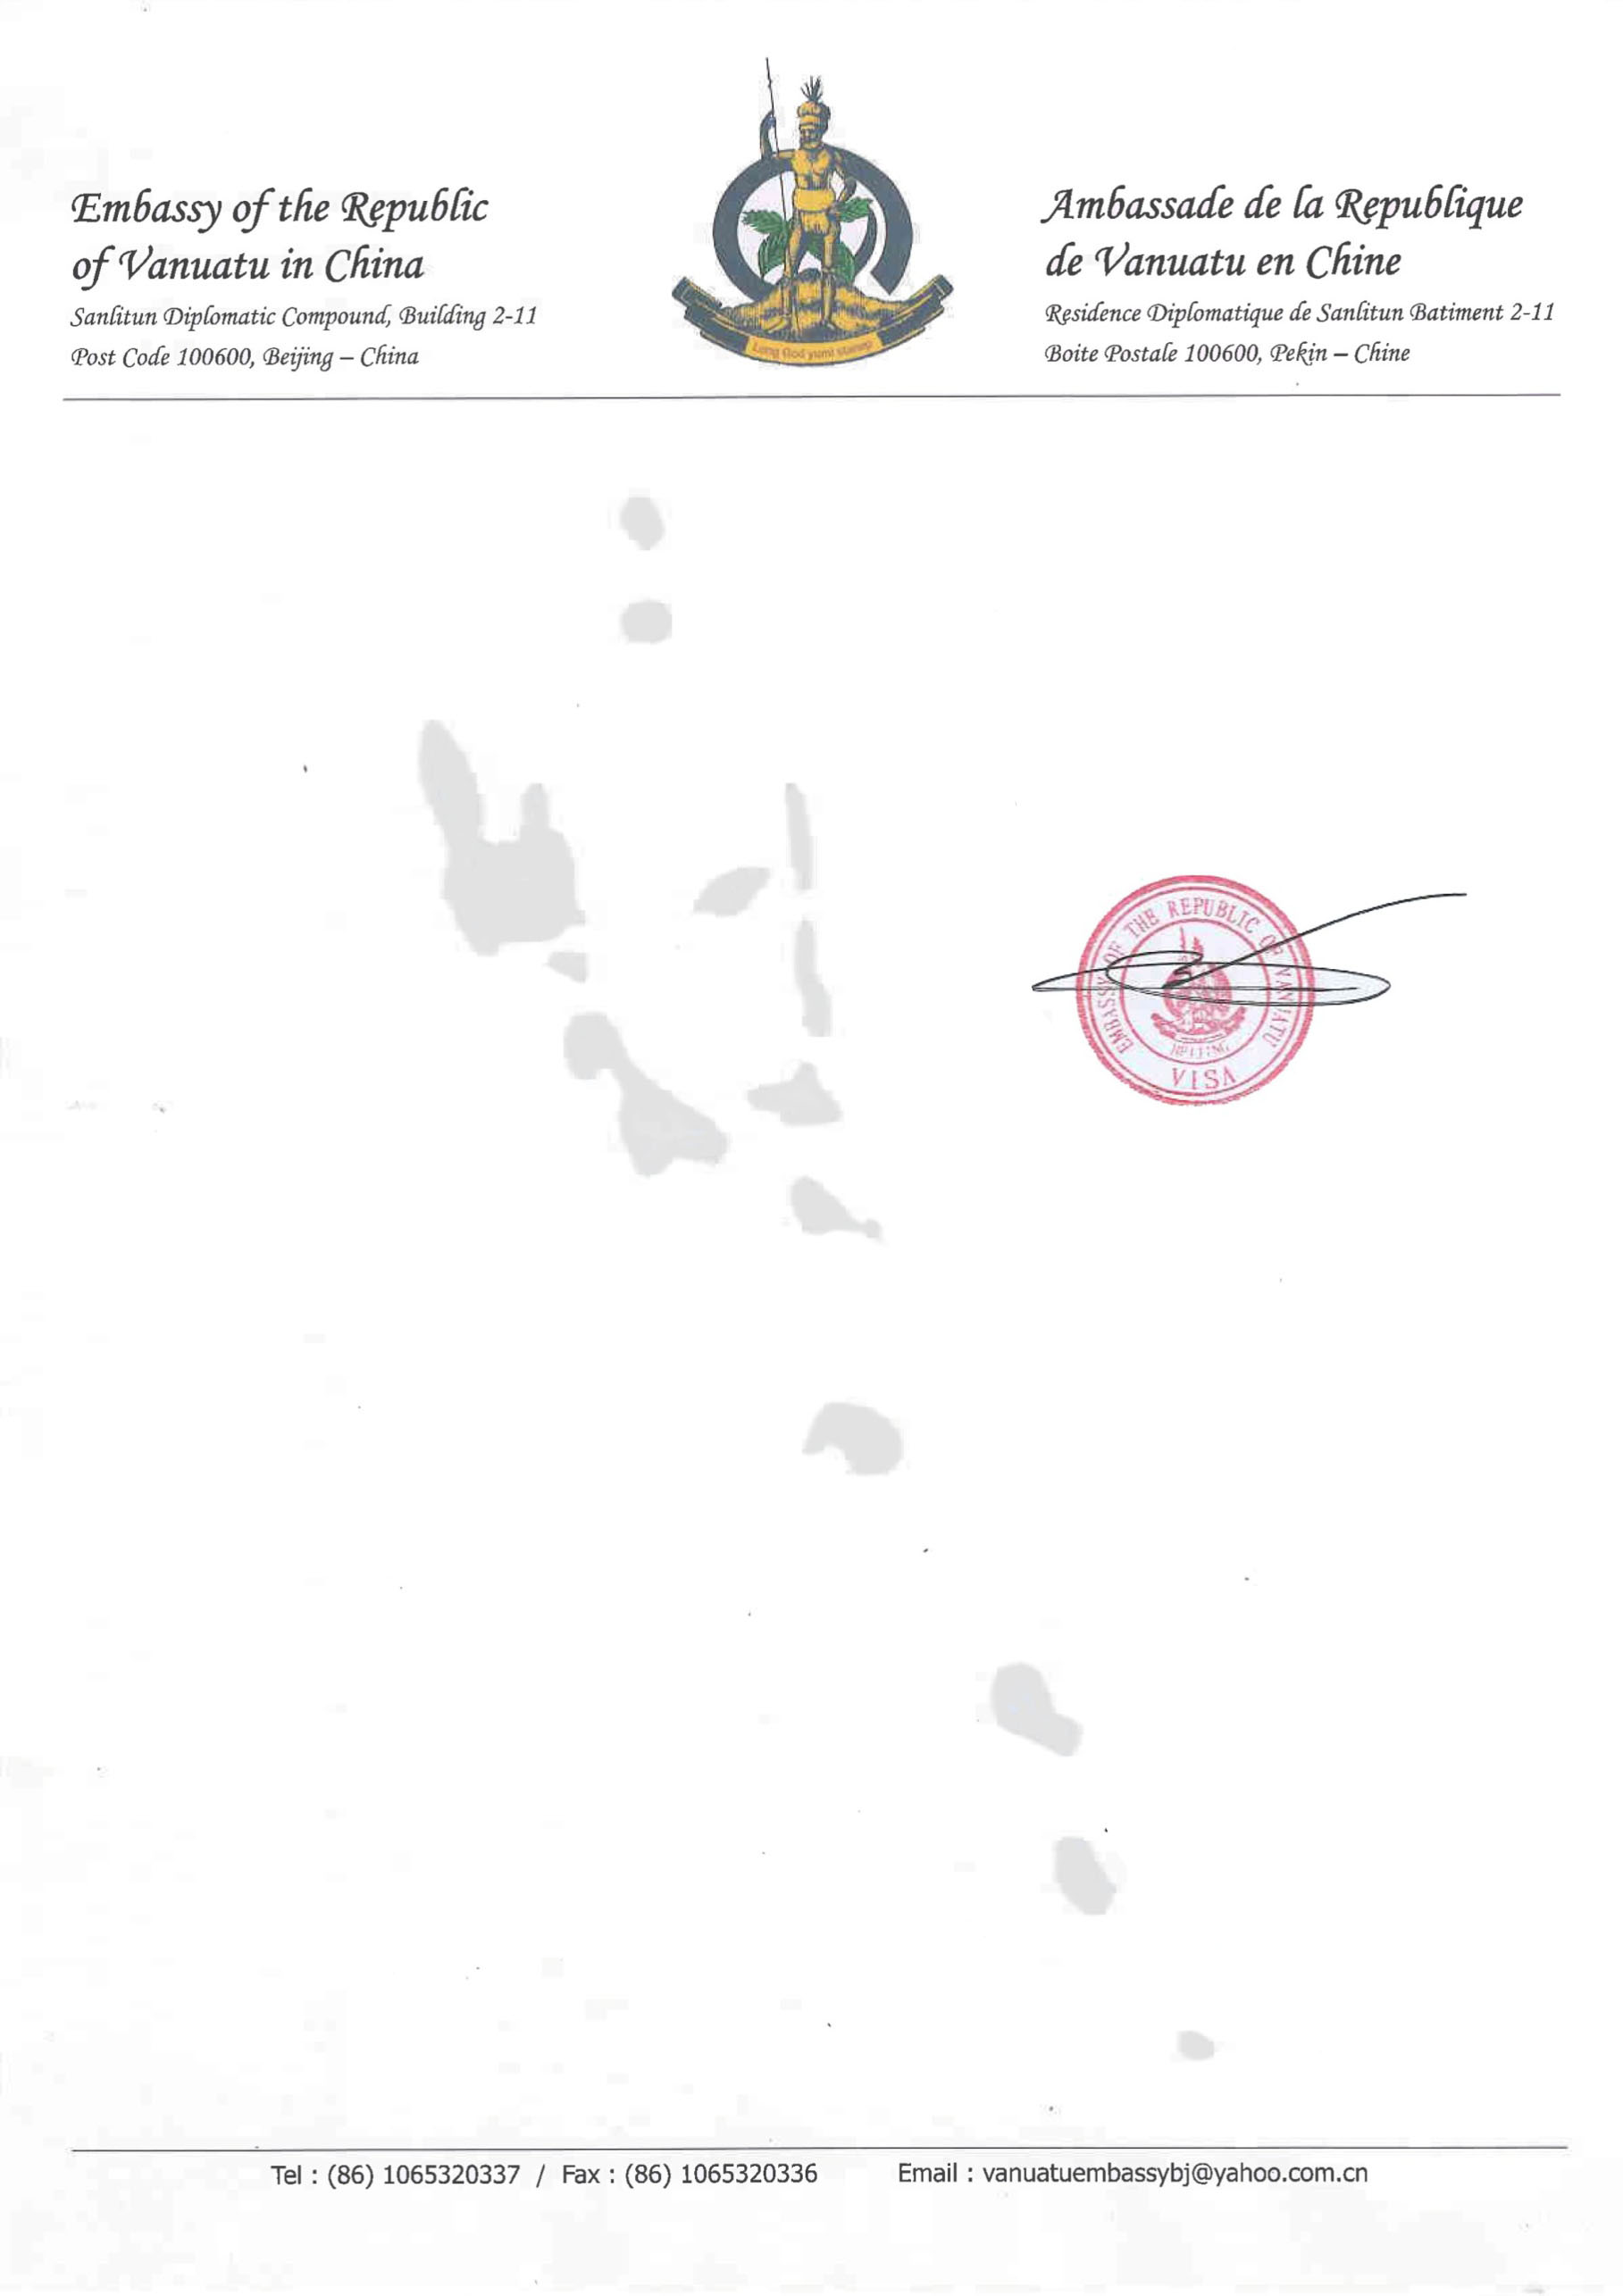 Embassy of the Republic
of Vanuatu in China
Sanlitun Diplomatic Compound, Building 2-11
Post Code 100600, Beijing – China
Long God yumi stanap
Ambassade de la Republique
de Vanuatu en Chine
Residence Diplomatique de Sanlitun Batiment 2-11
Boite Postale 100600, Pekin – Chine
EMBASSY OF THE REPUBLIC OF VANUATU
BEIJING
VISA
Tel : (86) 1065320337 / Fax : (86) 1065320336 Email : vanuatuembassybj@yahoo.com.cn